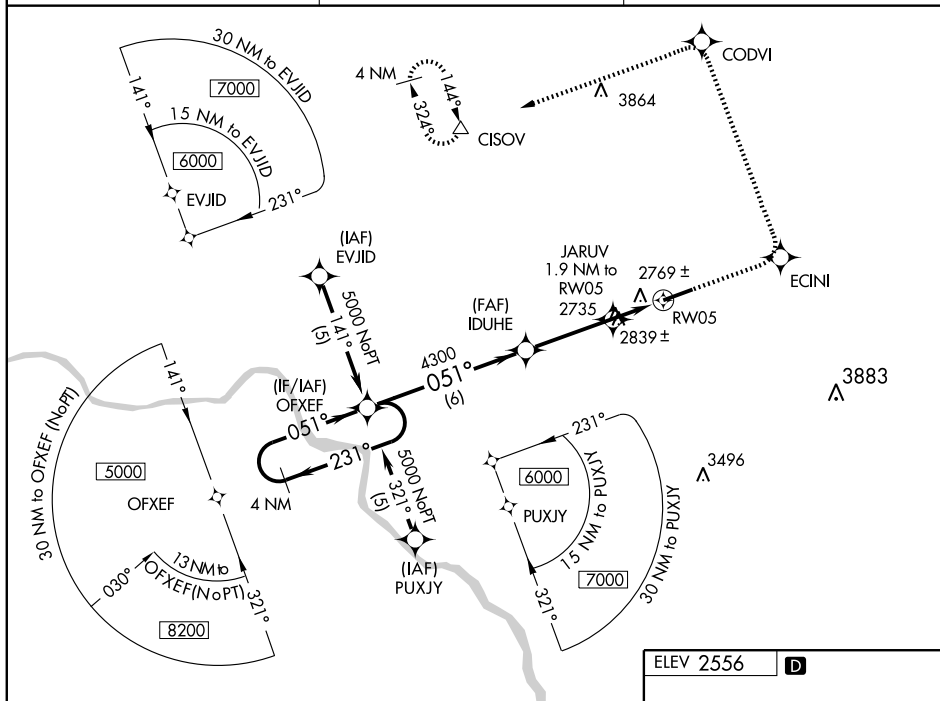 30 NM to EVJID
7000
141°
15 NM to EVJID
6000
EVJID
231°
4 NM
144°
324°
CISOV
3864
CODVI
(IAF)
EVJID
5000 NoPT
141°
(5)
JARUV
1.9 NM to
RW05
2735
2769 ±
ECINI
RW05
2839 ±
(FAF)
IDUHE
4300
051°
(6)
(IF/IAF)
OFXEF
051°
231°
4 NM
5000 NoPT
321°
(5)
(IAF)
PUXJY
3883
3496
141°
30 NM to OFXEF (NoPT)
5000
OFXEF
13 NM to
OFXEF (NoPT)
030°
321°
8200
231°
6000
PUXJY
15 NM to PUXJY
7000
30 NM to PUXJY
321°
ELEV 2556
D